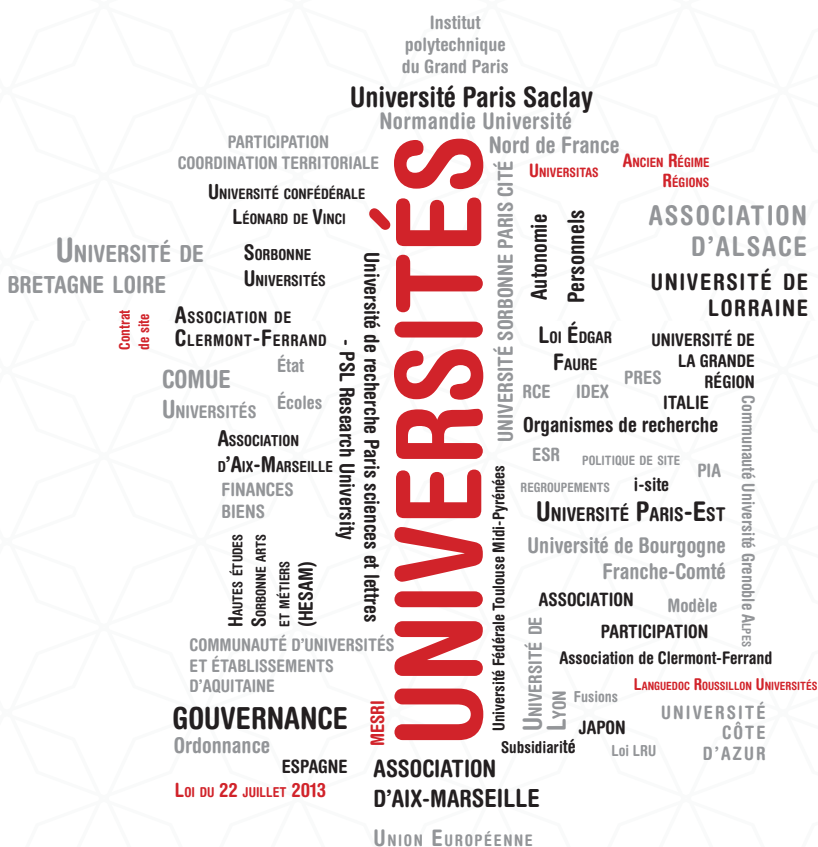 Institut
polytechnique
du Grand Paris
Université Paris Saclay
Normandie Université
Nord de France
PARTICIPATION
COORDINATION TERRITORIALE
Université confédérale
Léonard de Vinci
Université de
bretagne loire
Sorbonne
Universités
Contrat
de site
Association de
Clermont-Ferrand
COMUE
Universités
État
Écoles
Association
d'Aix-Marseille
FINANCES
BIENS
Hautes études
Sorbonne arts
et métiers
(HESAM)
Université de recherche Paris sciences et lettres
- PSL Research University
COMMUNAUTÉ D'UNIVERSITÉS
ET ÉTABLISSEMENTS
D'AQUITAINE
GOUVERNANCE
Ordonnance
ESPAGNE
Loi du 22 juillet 2013
MESRI
UNIVERSITÉS
ASSOCIATION
D'AIX-MARSEILLE
Union Européenne
UNIVERSITÉ SORBONNE PARIS CITÉ
Universitas
Ancien Régime
Régions
Autonomie
Personnels
ASSOCIATION
D'ALSACE
UNIVERSITÉ DE
LORRAINE
Loi Édgar
Faure
UNIVERSITÉ DE
LA GRANDE
RÉGION
RCE
IDEX
PRES
ITALIE
Organismes de recherche
ESR
politique de site
PIA
regroupements
i-site
Université Paris-Est
Université de Bourgogne
Franche-Comté
Communauté Université Grenoble Alpes
Université Fédérale Toulouse Midi-Pyrénées
ASSOCIATION
Modèle
PARTICIPATION
Association de Clermont-Ferrand
Université de
Lyon
Languedoc Roussillon Universités
Fusions
JAPON
Subsidiarité
Loi LRU
UNIVERSITÉ
CÔTE
D'AZUR